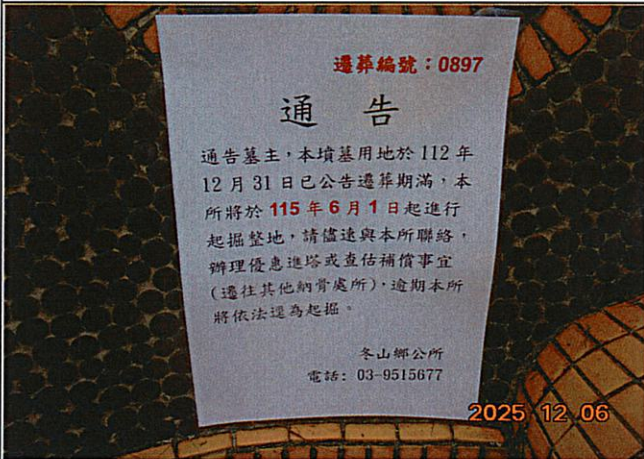 遷葬編號：0897
通 告
通告墓主，本墳墓用地於 112 年
12 月 31 日已公告遷葬期滿，本
所將於 115 年 6 月 1 日起進行
起掘整地，請儘速與本所聯絡，
辦理優惠進塔或查估補償事宜
(遷往其他納骨處所)，逾期本所
將依法逕為起掘。
冬山鄉公所
電話: 03-9515677
2025 12 06